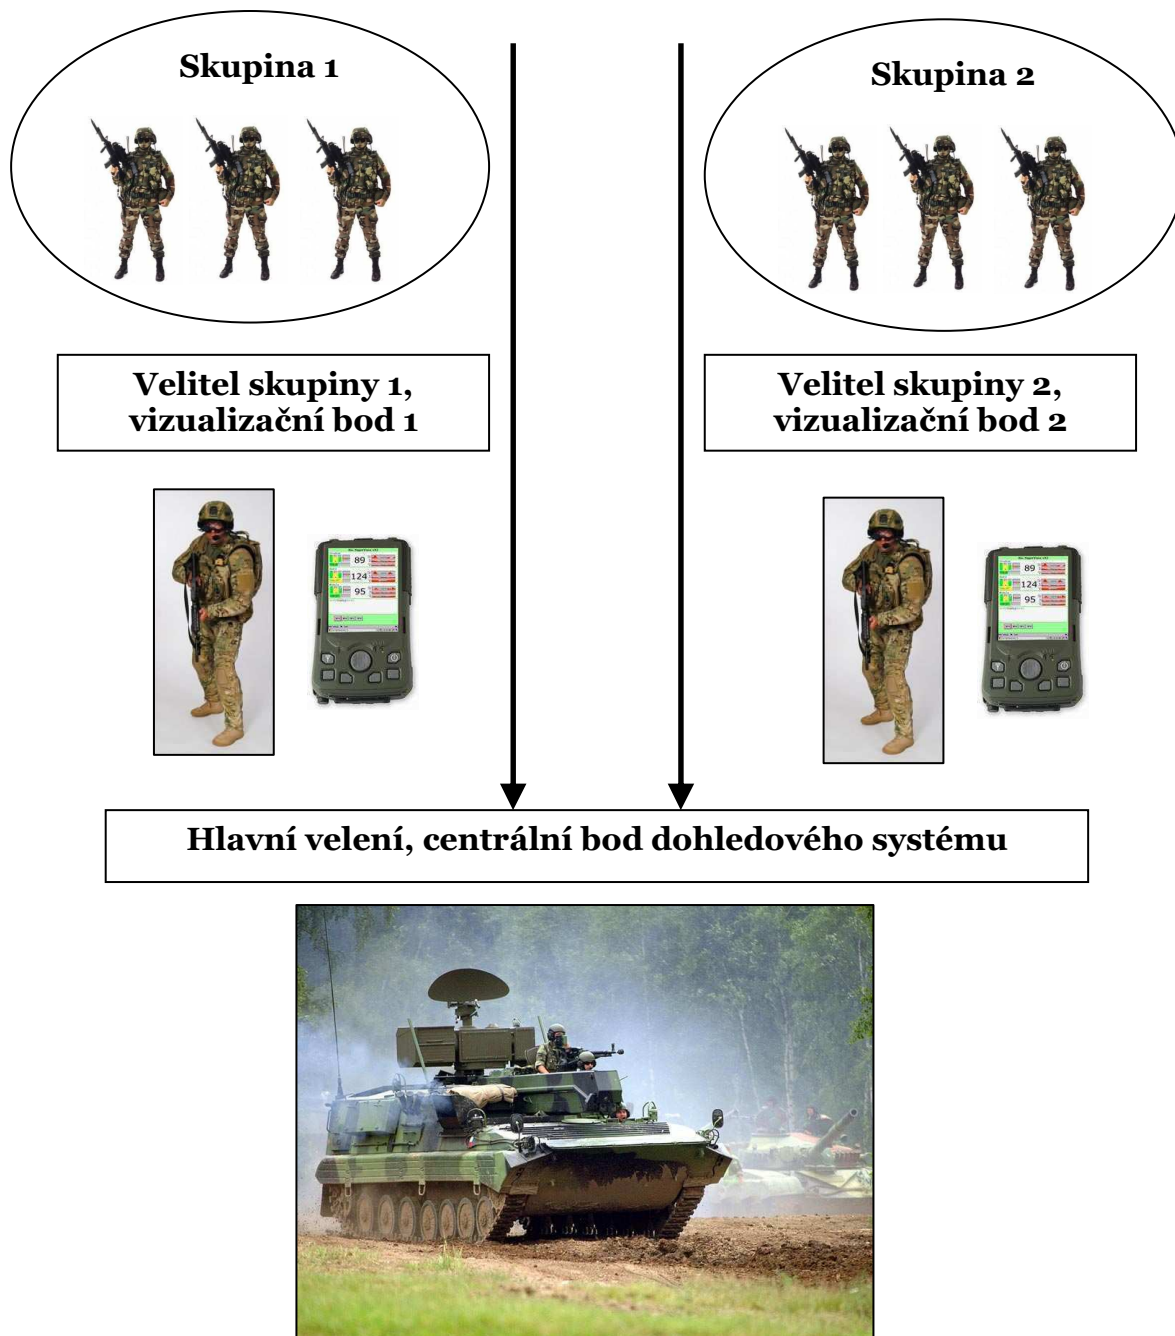 Skupina 1
Skupina 2
Velitel skupiny 1,
vizualizační bod 1
Velitel skupiny 2,
vizualizační bod 2
89
124
95
89
124
95
Hlavní velení, centrální bod dohledového systému